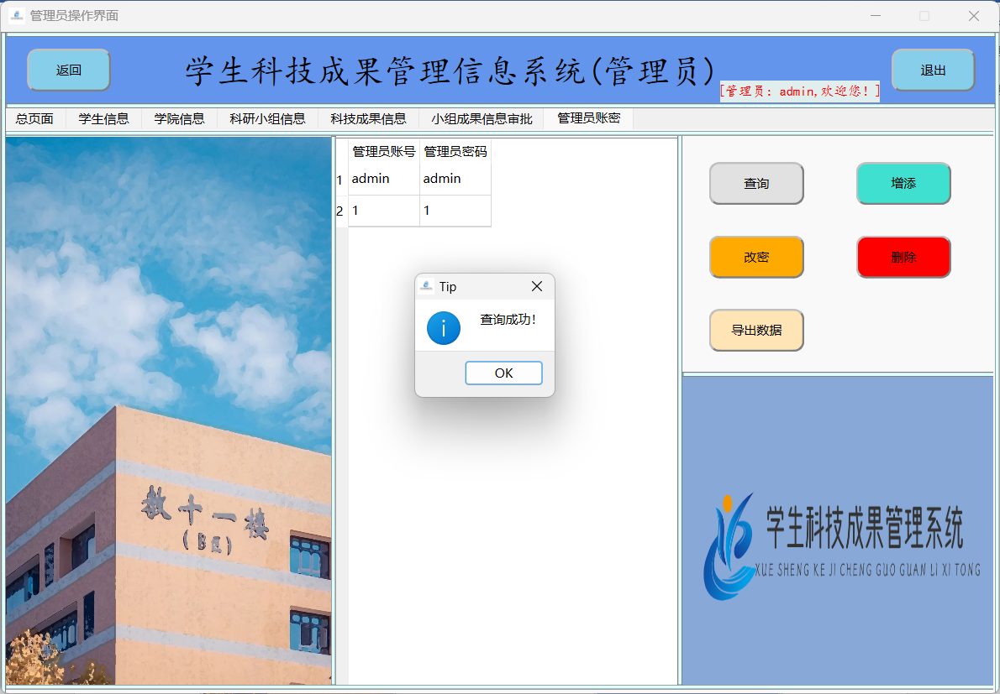 管理员操作界面
返回
学生科技成果管理信息系统(管理员)
[管理员：admin,欢迎您！]
退出
总页面 学生信息 学院信息 科研小组信息 科技成果信息 小组成果信息审批 管理员账密
管理员账号 管理员密码
1 admin admin
2 1 1
查询 增添
改密 删除
导出数据
Tip
查询成功！
OK
教十一楼
(B区)
学生科技成果管理系统
XUE SHENG KE JI CHENG GUO GUAN LI XI TONG